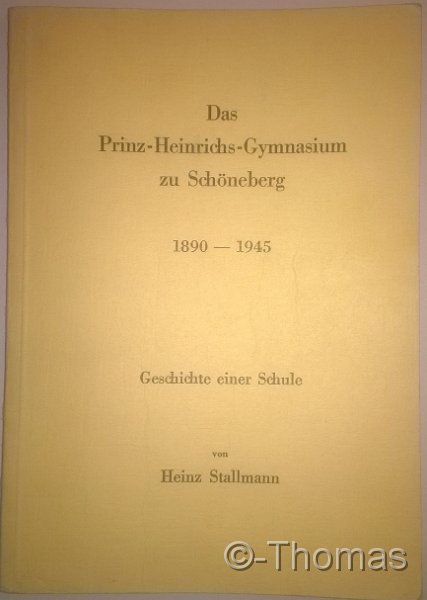 Das
Prinz-Heinrichs-Gymnasium
zu Schöneberg
1890 — 1945
Geschichte einer Schule
von
Heinz Stallmann
©-Thomas